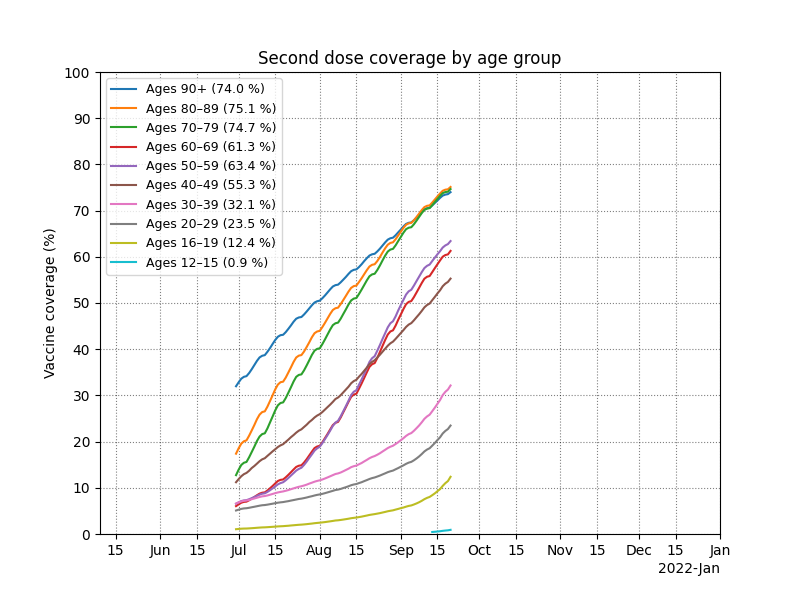 Second dose coverage by age group
Vaccine coverage (%)
100
90
80
70
60
50
40
30
20
10
0
Ages 90+ (74.0 %)
Ages 80–89 (75.1 %)
Ages 70–79 (74.7 %)
Ages 60–69 (61.3 %)
Ages 50–59 (63.4 %)
Ages 40–49 (55.3 %)
Ages 30–39 (32.1 %)
Ages 20–29 (23.5 %)
Ages 16–19 (12.4 %)
Ages 12–15 (0.9 %)
15 Jun 15 Jul 15 Aug 15 Sep 15 Oct 15 Nov 15 Dec 15 Jan
2022-Jan